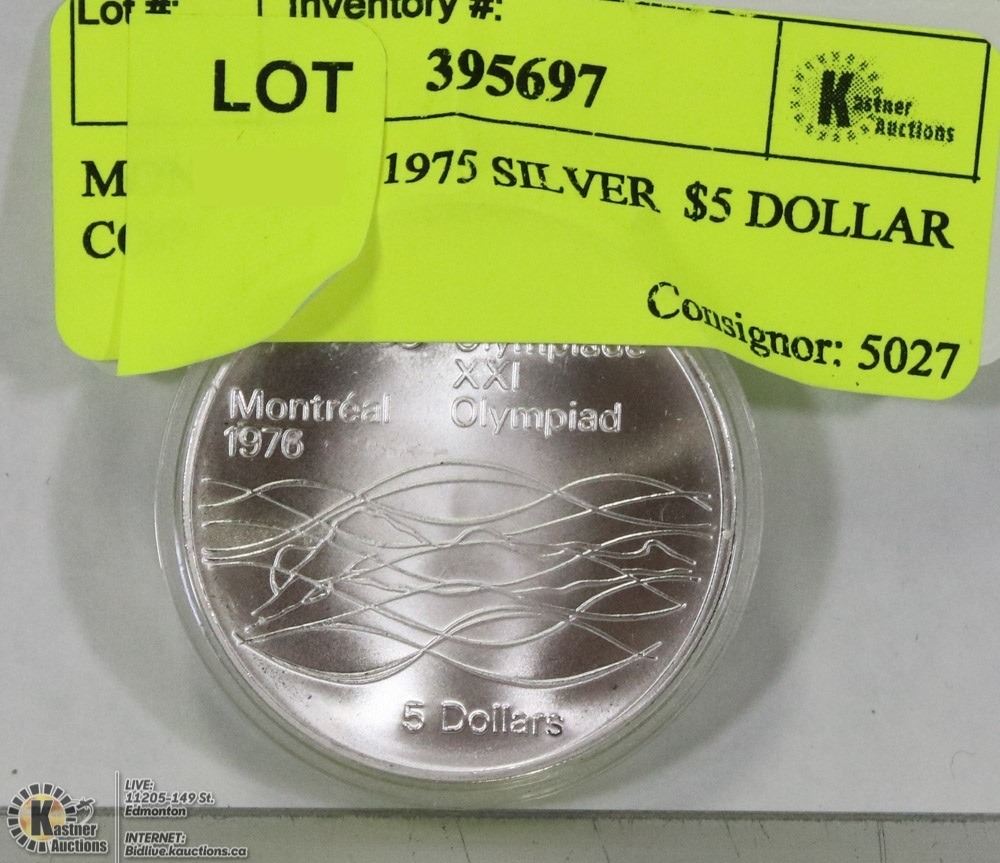 Lot #: Inventory #:
LOT 395697
Kastner
Auctions
1975 SILVER $5 DOLLAR
Consignor: 5027
Olympiade
XXI
Montréal Olympiad
1976
5 Dollars
Kastner
Auctions
LIVE:
11205-149 St.
Edmonton
INTERNET:
Bidlive.kauctions.ca